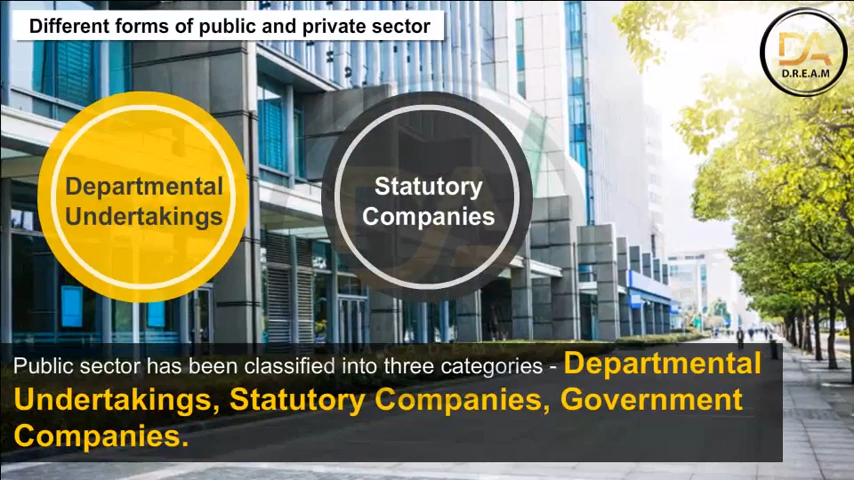 Different forms of public and private sector
DA
D.R.E.A.M
Departmental
Undertakings
Statutory
Companies
Public sector has been classified into three categories - Departmental
Undertakings, Statutory Companies, Government
Companies.